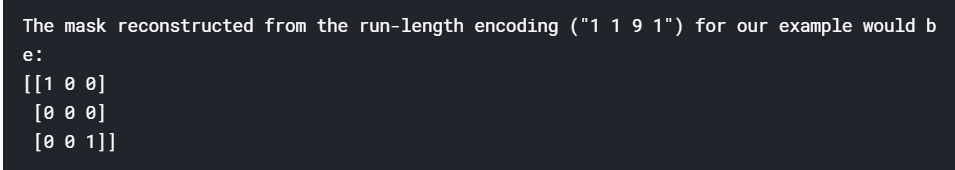 The mask reconstructed from the run-length encoding ("1 1 9 1") for our example would b
e:
[[1 0 0]
 [0 0 0]
 [0 0 1]]